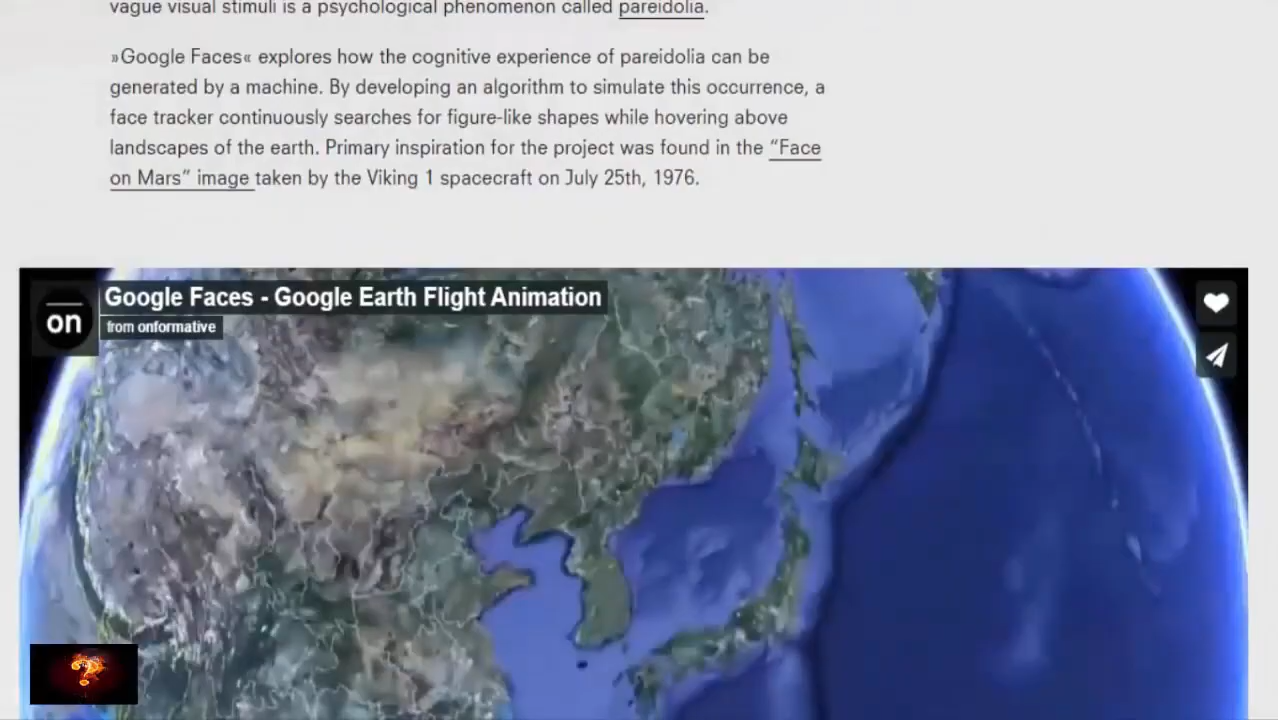 vague visual stimuli is a psychological phenomenon called pareidolia.
»Google Faces« explores how the cognitive experience of pareidolia can be
generated by a machine. By developing an algorithm to simulate this occurrence, a
face tracker continuously searches for figure-like shapes while hovering above
landscapes of the earth. Primary inspiration for the project was found in the “Face
on Mars” image taken by the Viking 1 spacecraft on July 25th, 1976.
on
Google Faces - Google Earth Flight Animation
from onformative
?